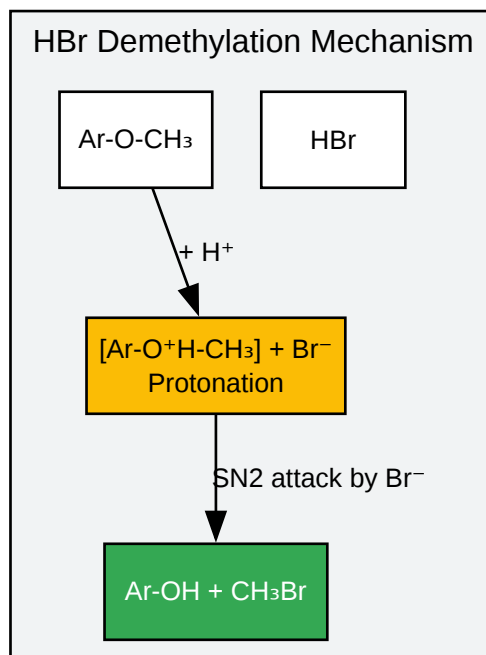 HBr Demethylation Mechanism
Ar-O-CH₃
HBr
+ H⁺
[Ar-O⁺H-CH₃] + Br⁻
Protonation
SN2 attack by Br⁻
Ar-OH + CH₃Br